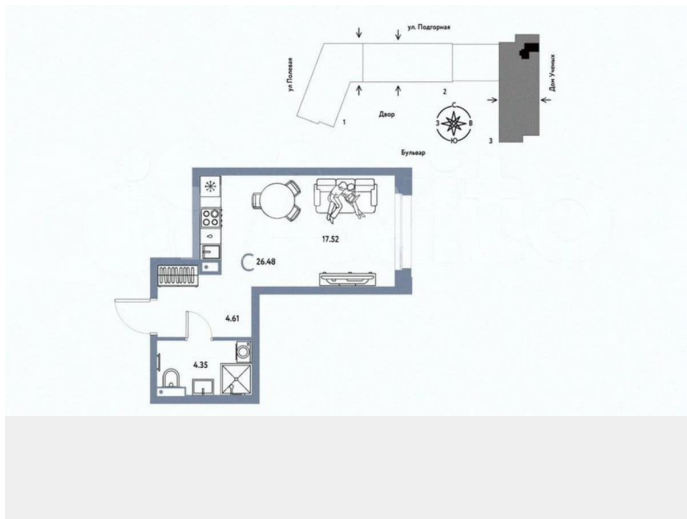 ул. Подгорная
ул Полевая
Дом Ученых
2
Двор
1
С
З
В
Ю
3
Бульвар
17.52
С 26.48
4.61
4.35